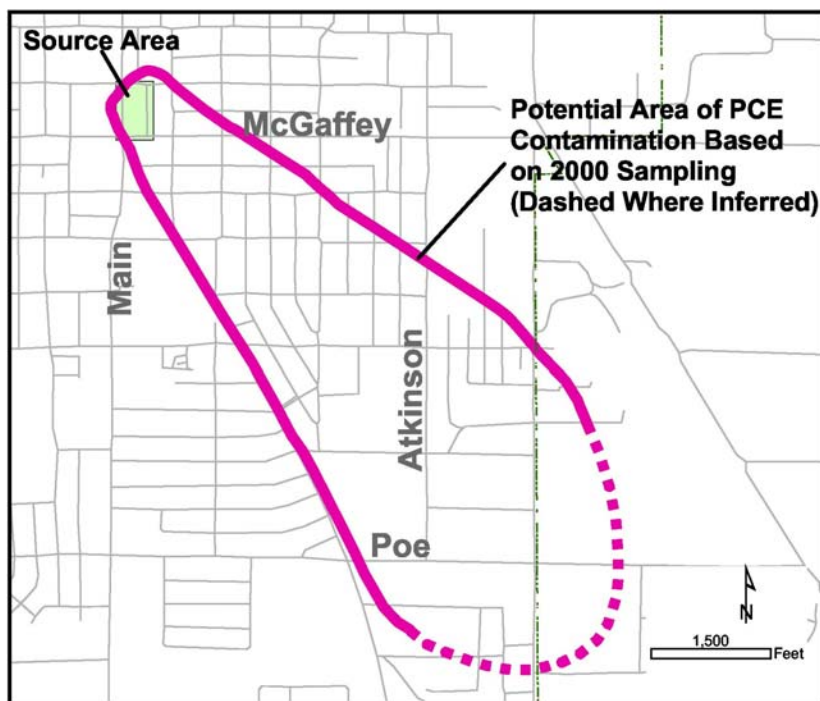 Source Area
McGaffey
Potential Area of PCE
Contamination Based
on 2000 Sampling
(Dashed Where Inferred)
Main
Atkinson
Poe
N
1,500
Feet